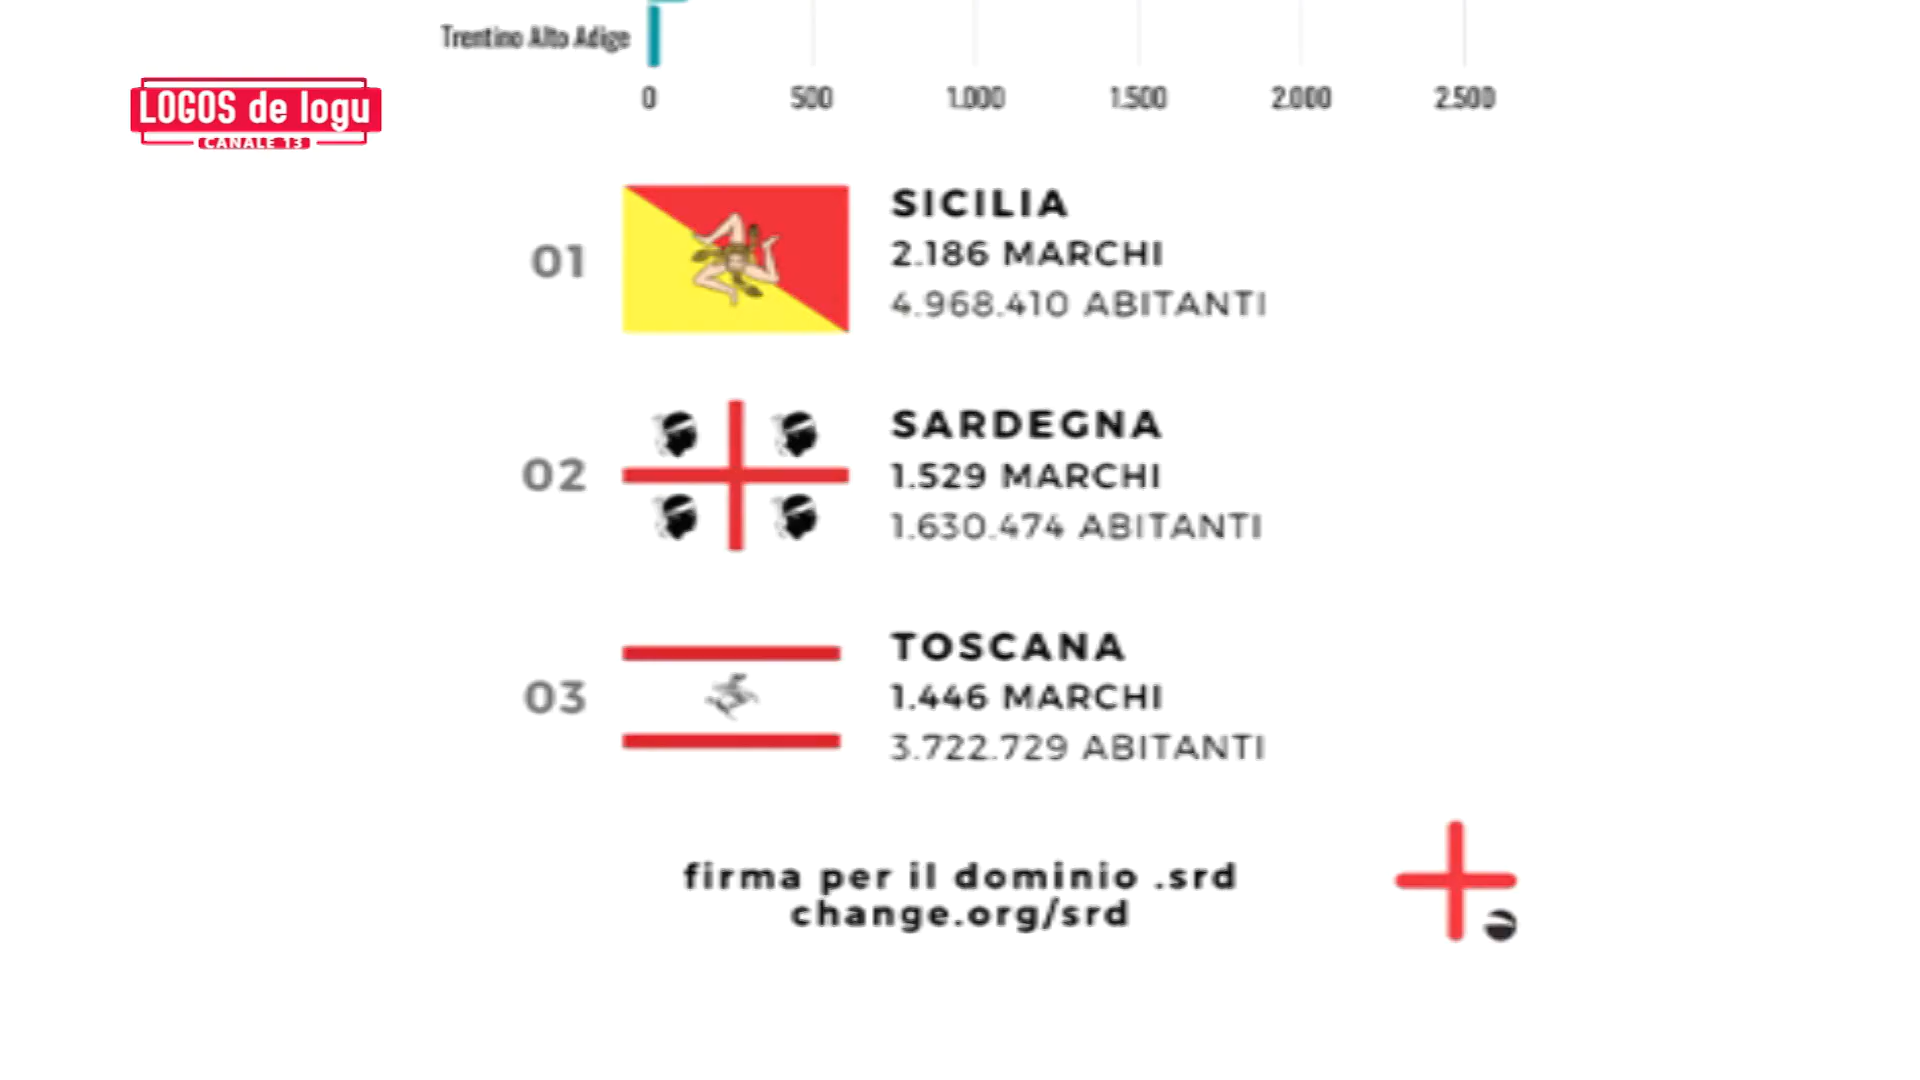 Trentino Alto Adige
0 500 1.000 1.500 2.000 2.500
LOGOS de logu
CANALE 13
01
SICILIA
2.186 MARCHI
4.968.410 ABITANTI
02
SARDEGNA
1.529 MARCHI
1.630.474 ABITANTI
03
TOSCANA
1.446 MARCHI
3.722.729 ABITANTI
firma per il dominio .srd
change.org/srd